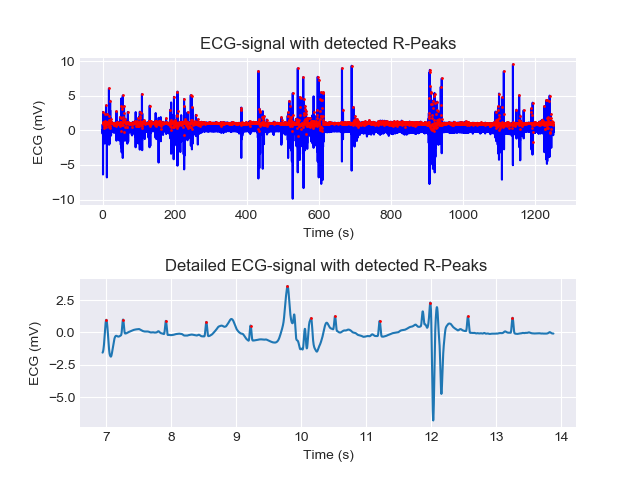 ECG-signal with detected R-Peaks
10
5
0
−5
−10
ECG (mV)
0 200 400 600 800 1000 1200
Time (s)
Detailed ECG-signal with detected R-Peaks
2.5
0.0
−2.5
−5.0
ECG (mV)
7 8 9 10 11 12 13 14
Time (s)